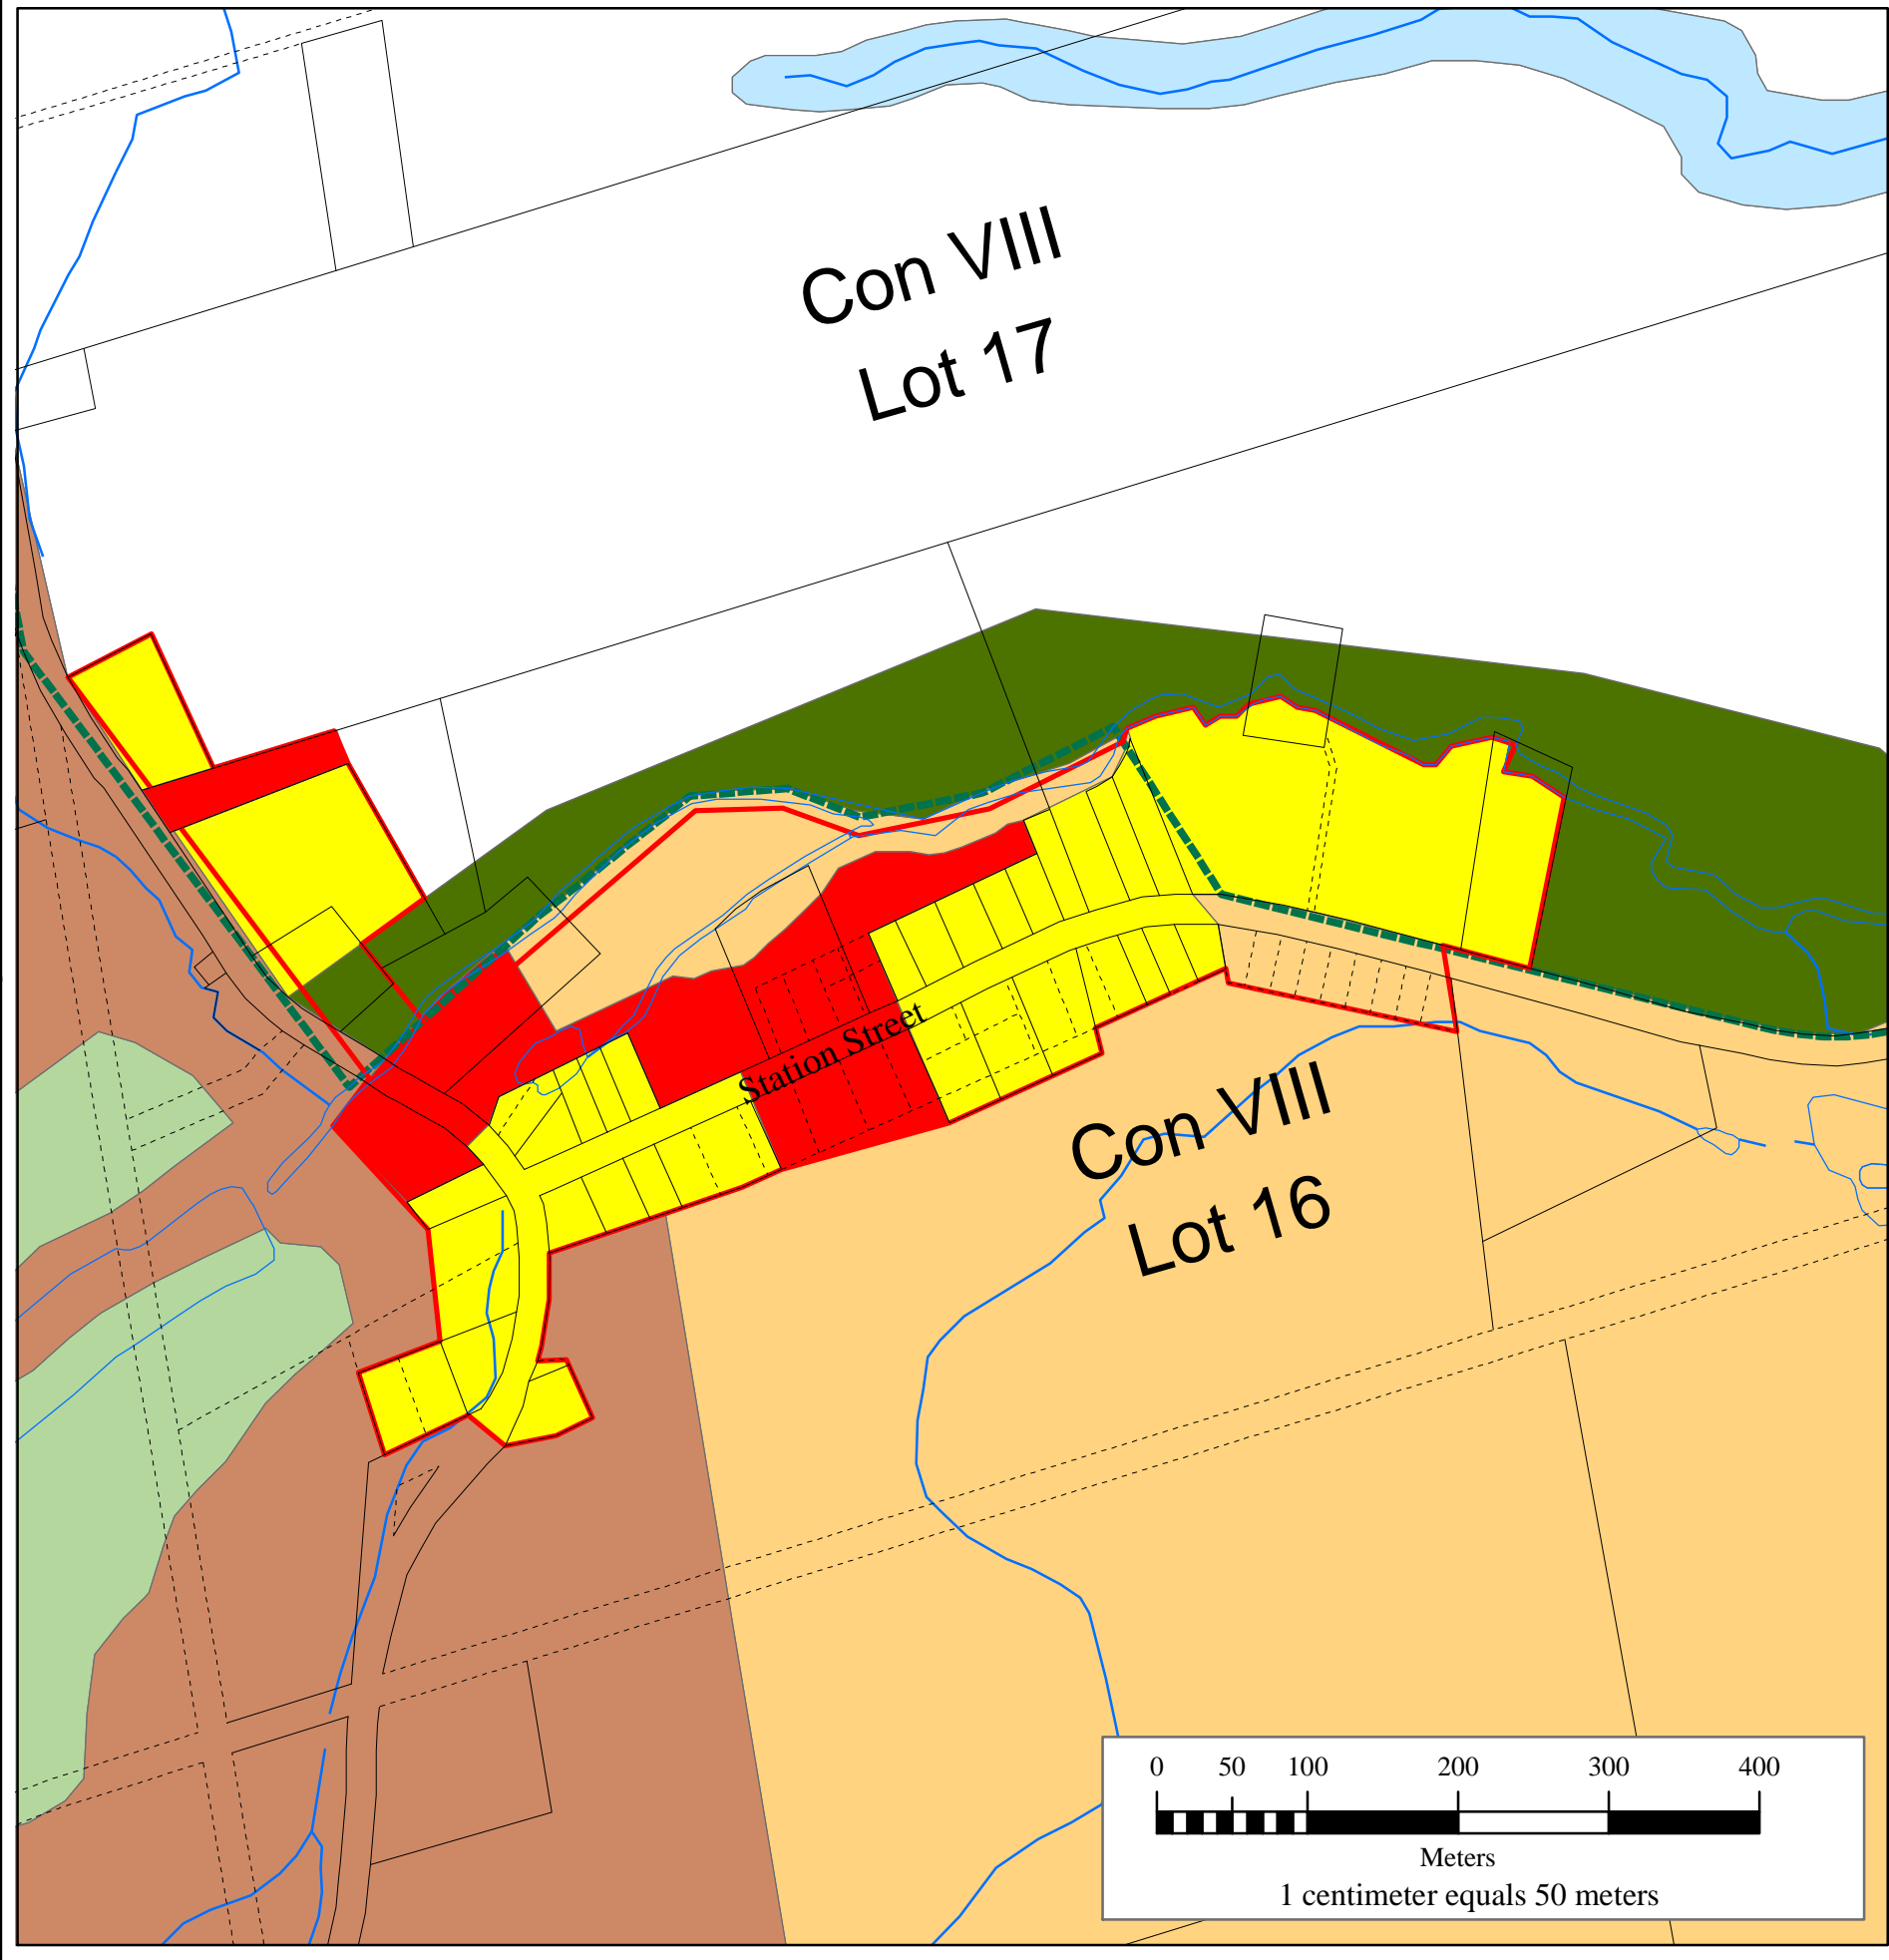 Con VIIII
Lot 17
Station Street
Con VIII
Lot 16
0 50 100 200 300 400
Meters
1 centimeter equals 50 meters